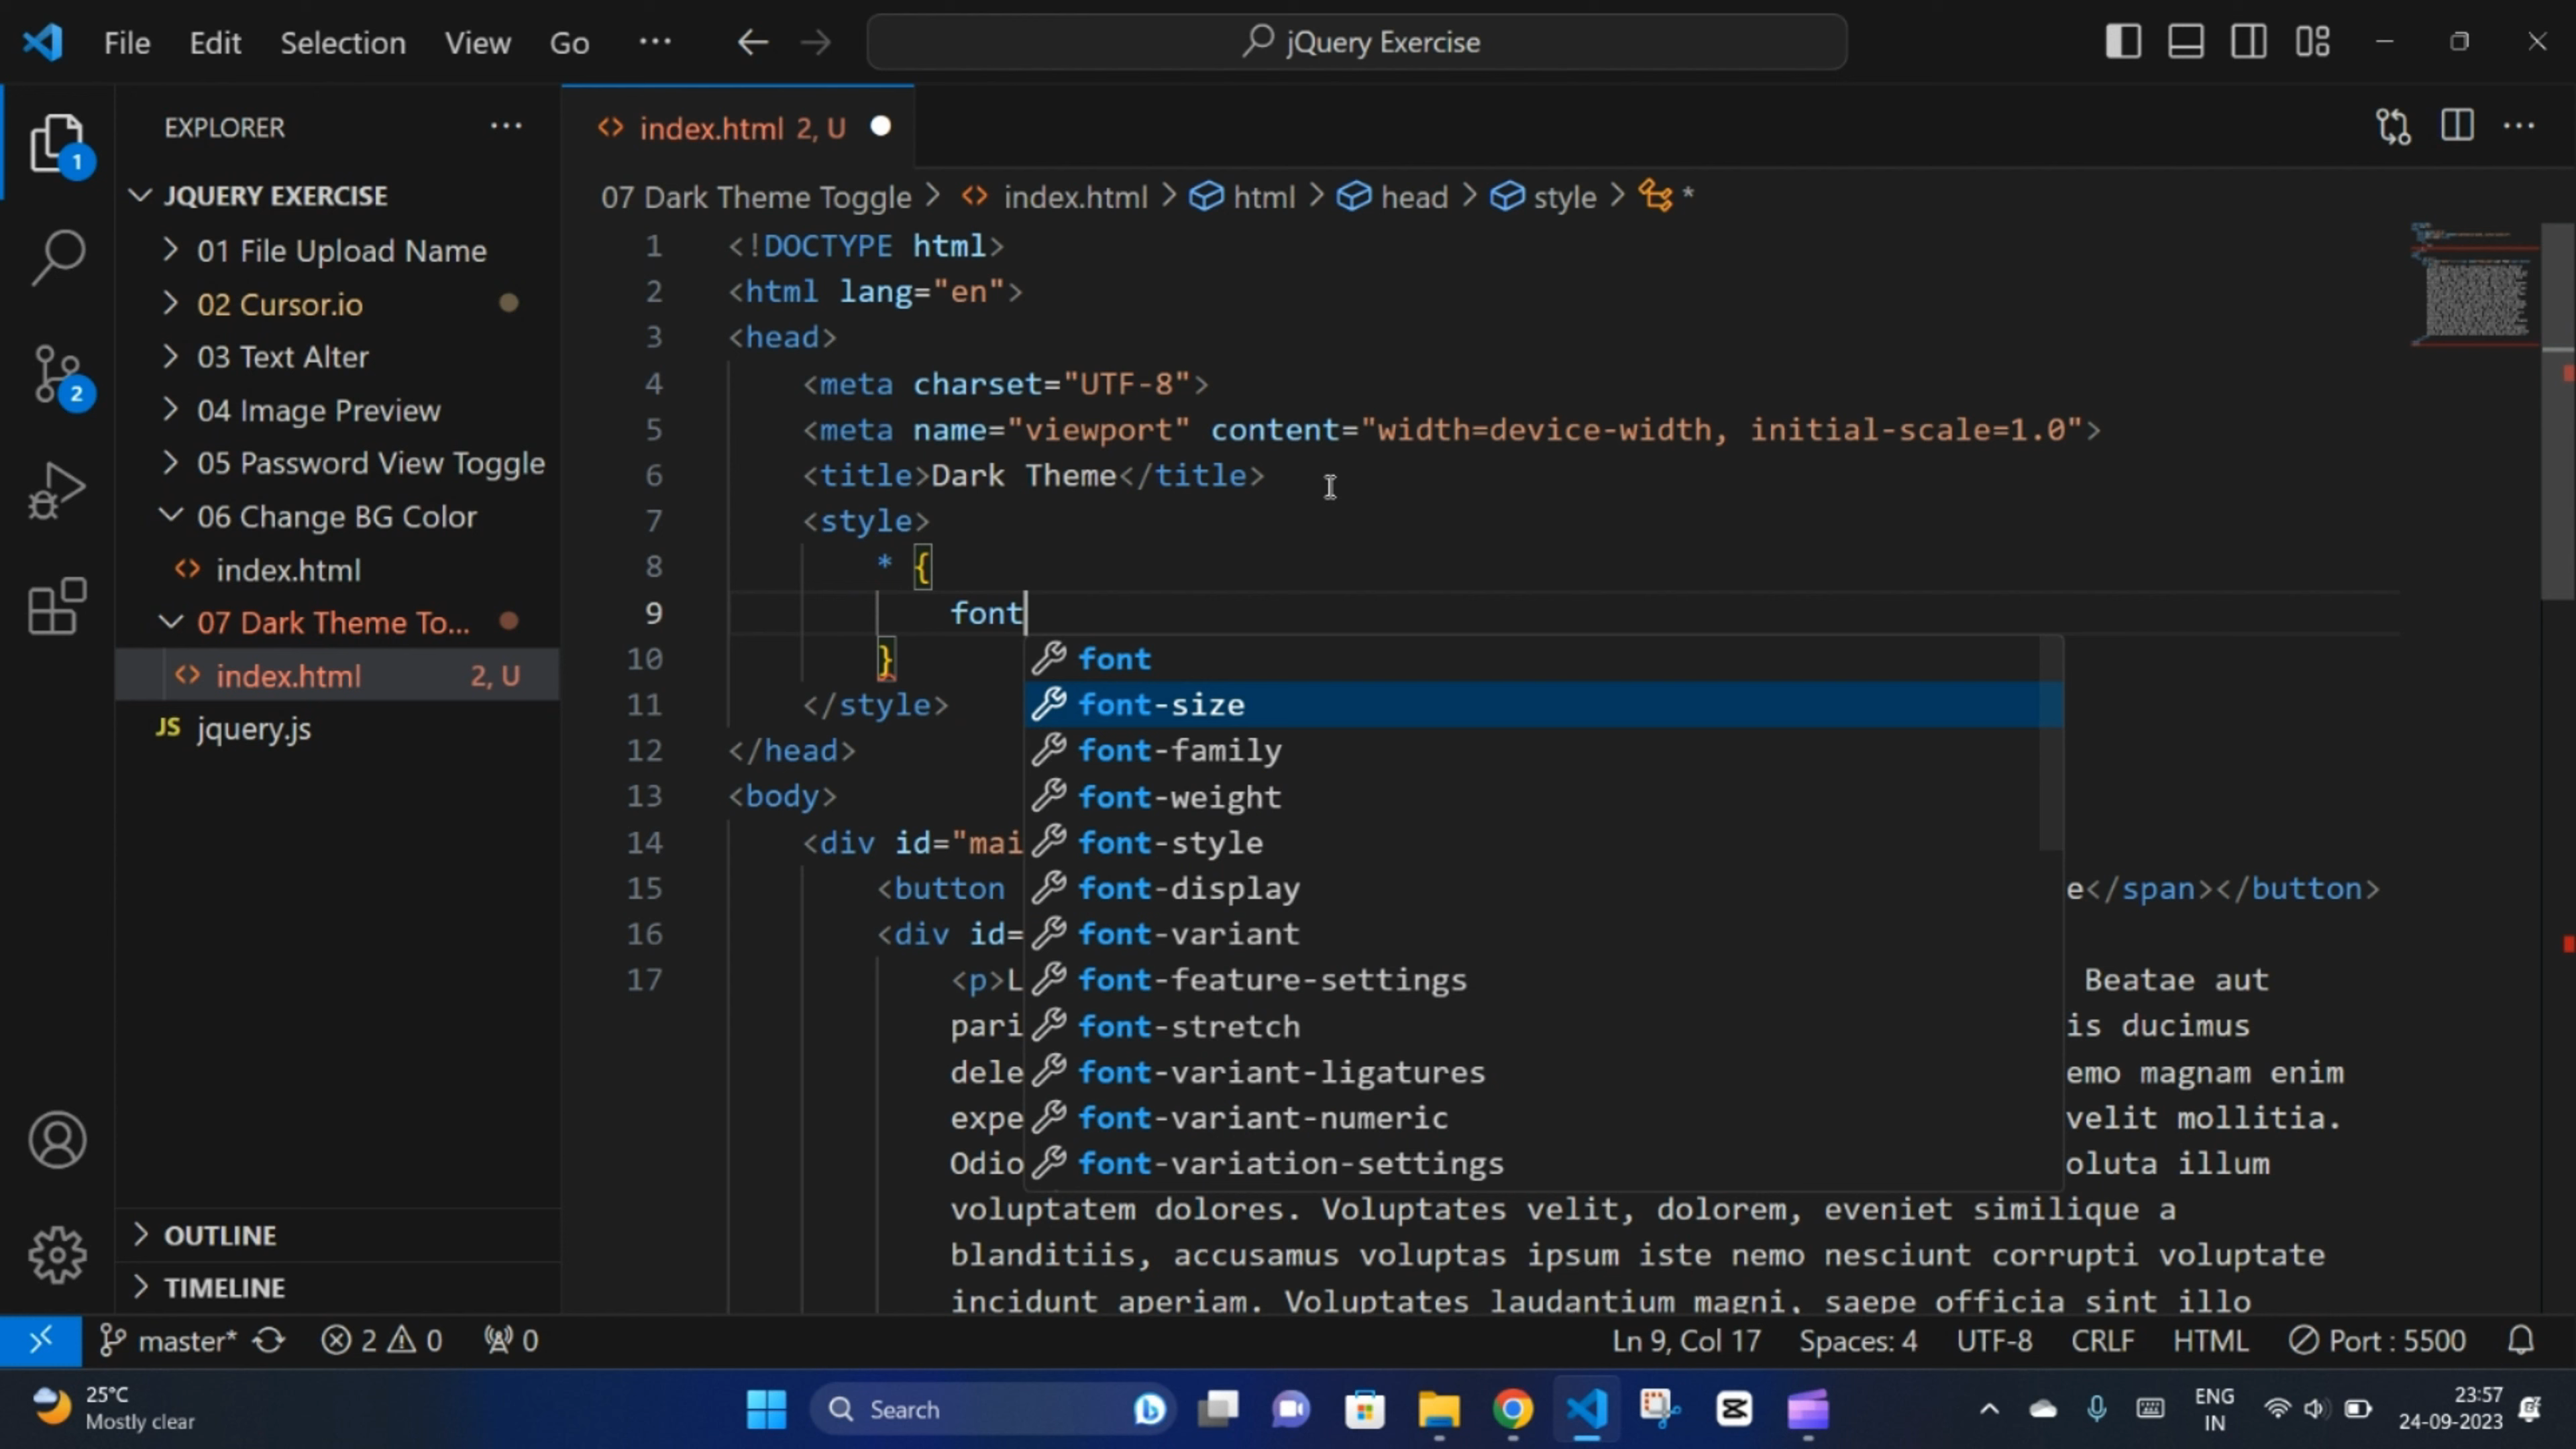 File Edit Selection View Go ··· jQuery Exercise
EXPLORER ···
JQUERY EXERCISE
01 File Upload Name
02 Cursor.io
03 Text Alter
04 Image Preview
05 Password View Toggle
06 Change BG Color
index.html
07 Dark Theme To...
index.html 2, U
JS jquery.js
OUTLINE
TIMELINE
1
2
index.html 2, U
07 Dark Theme Toggle > index.html > html > head > style > *
1 <!DOCTYPE html>
2 <html lang="en">
3 <head>
4 <meta charset="UTF-8">
5 <meta name="viewport" content="width=device-width, initial-scale=1.0">
6 <title>Dark Theme</title>
7 <style>
8 * {
9 font
10 }
11 </style>
12 </head>
13 <body>
14 <div id="mai
15 <button e</span></button>
16 <div id=
17 <p>L Beatae aut
pari is ducimus
dele emo magnam enim
expe velit mollitia.
Odio oluta illum
voluptatem dolores. Voluptates velit, dolorem, eveniet similique a
blanditiis, accusamus voluptas ipsum iste nemo nesciunt corrupti voluptate
incidunt aperiam. Voluptates laudantium magni, saepe officia sint illo
font
font-size
font-family
font-weight
font-style
font-display
font-variant
font-feature-settings
font-stretch
font-variant-ligatures
font-variant-numeric
font-variation-settings
master* 2 0 0 Ln 9, Col 17 Spaces: 4 UTF-8 CRLF HTML Port : 5500
25°C
Mostly clear
Search
ENG
IN
23:57
24-09-2023